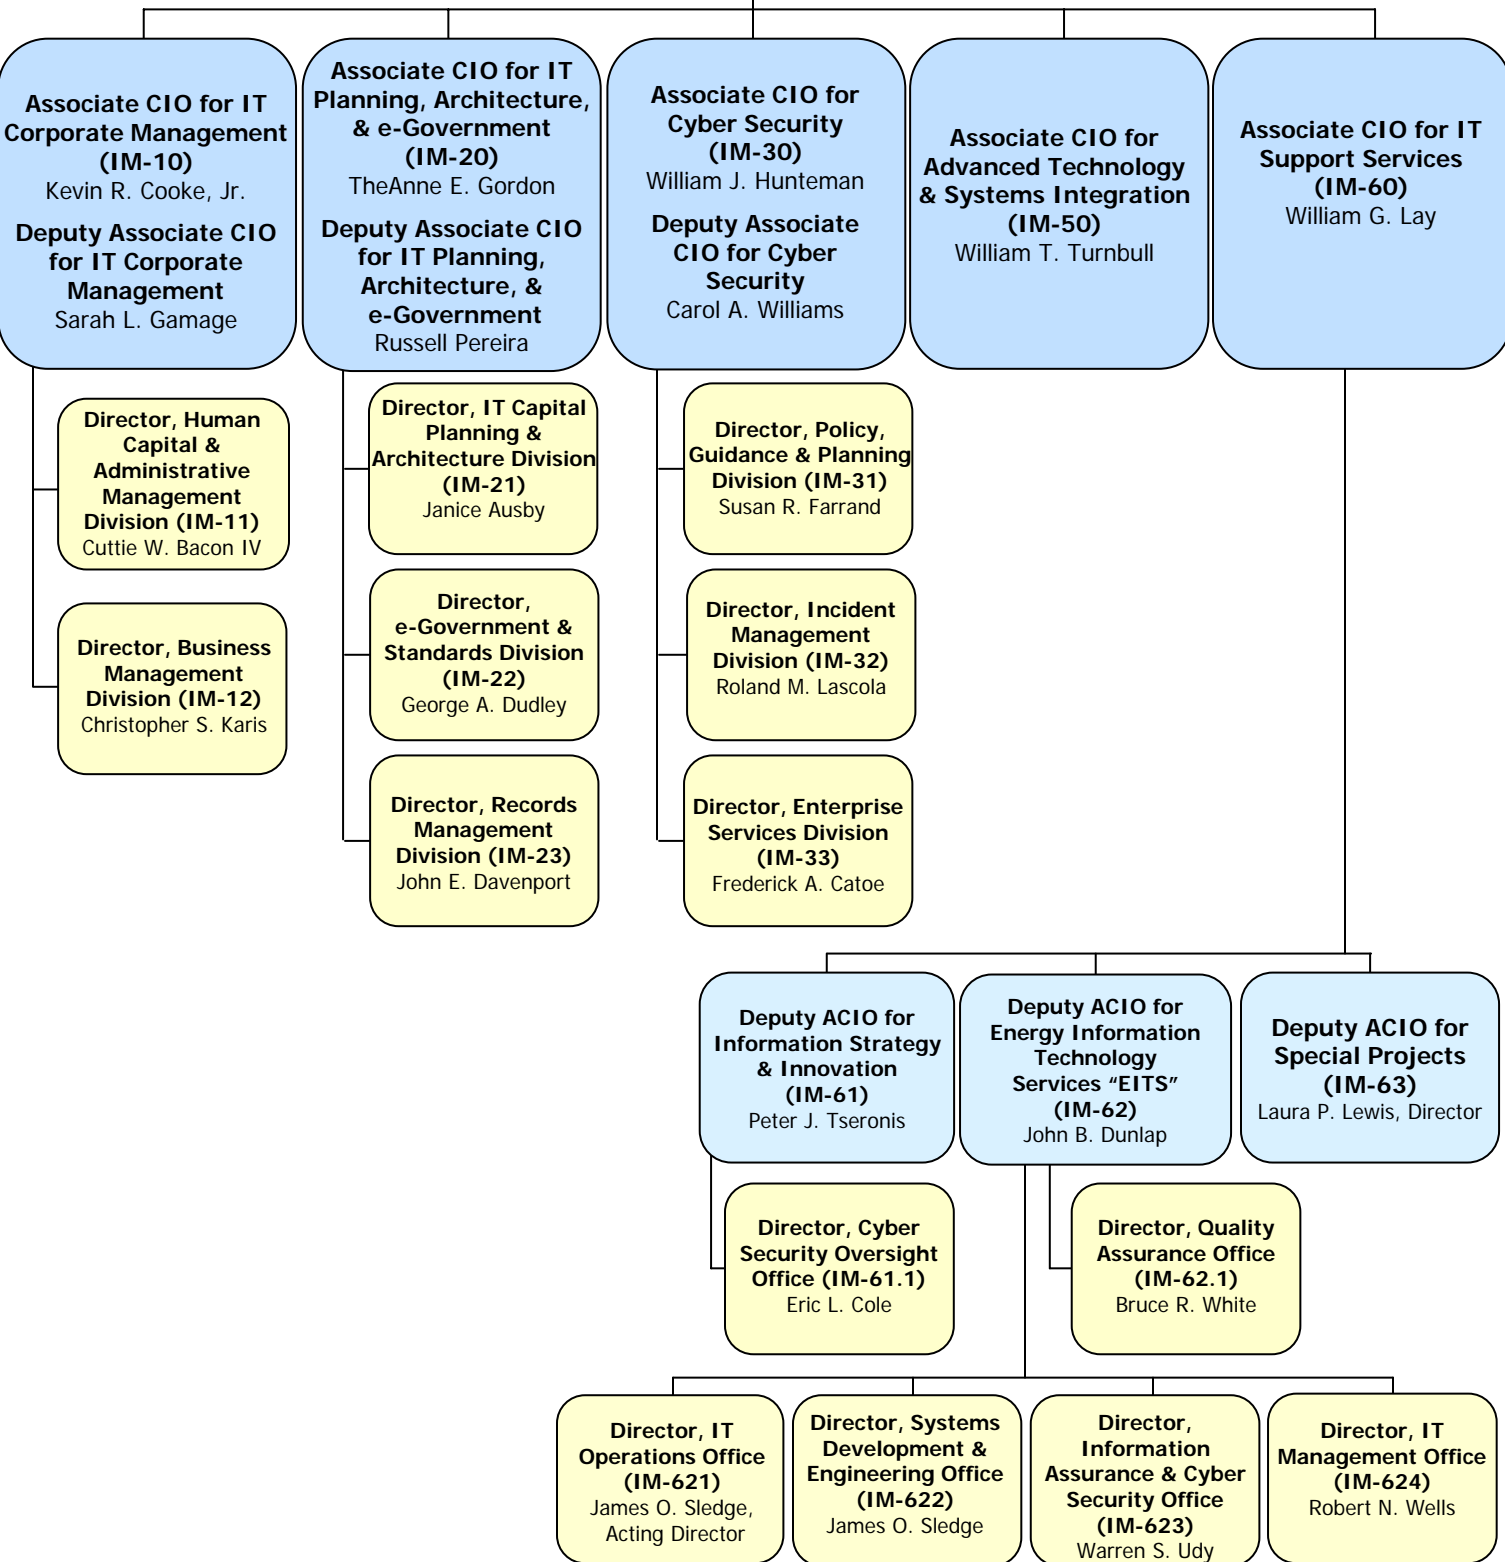 Associate CIO for IT
Corporate Management
(IM-10)
Kevin R. Cooke, Jr.
Deputy Associate CIO
for IT Corporate
Management
Sarah L. Gamage
Associate CIO for IT
Planning, Architecture,
& e-Government
(IM-20)
TheAnne E. Gordon
Deputy Associate CIO
for IT Planning,
Architecture, &
e-Government
Russell Pereira
Associate CIO for
Cyber Security
(IM-30)
William J. Hunteman
Deputy Associate
CIO for Cyber
Security
Carol A. Williams
Associate CIO for
Advanced Technology
& Systems Integration
(IM-50)
William T. Turnbull
Associate CIO for IT
Support Services
(IM-60)
William G. Lay
Director, Human
Capital &
Administrative
Management
Division (IM-11)
Cuttie W. Bacon IV
Director, Business
Management
Division (IM-12)
Christopher S. Karis
Director, IT Capital
Planning &
Architecture Division
(IM-21)
Janice Ausby
Director,
e-Government &
Standards Division
(IM-22)
George A. Dudley
Director, Records
Management
Division (IM-23)
John E. Davenport
Director, Policy,
Guidance & Planning
Division (IM-31)
Susan R. Farrand
Director, Incident
Management
Division (IM-32)
Roland M. Lascola
Director, Enterprise
Services Division
(IM-33)
Frederick A. Catoe
Deputy ACIO for
Information Strategy
& Innovation
(IM-61)
Peter J. Tseronis
Deputy ACIO for
Energy Information
Technology
Services “EITS”
(IM-62)
John B. Dunlap
Deputy ACIO for
Special Projects
(IM-63)
Laura P. Lewis, Director
Director, Cyber
Security Oversight
Office (IM-61.1)
Eric L. Cole
Director, Quality
Assurance Office
(IM-62.1)
Bruce R. White
Director, IT
Operations Office
(IM-621)
James O. Sledge,
Acting Director
Director, Systems
Development &
Engineering Office
(IM-622)
James O. Sledge
Director,
Information
Assurance & Cyber
Security Office
(IM-623)
Warren S. Udy
Director, IT
Management Office
(IM-624)
Robert N. Wells